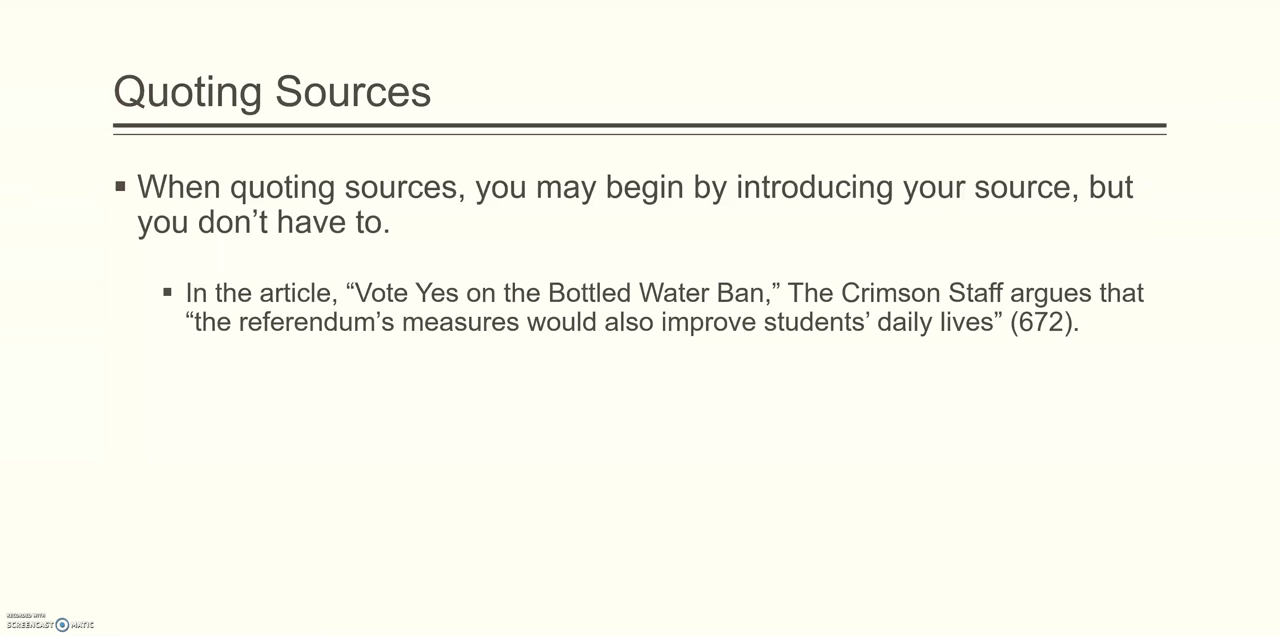 Quoting Sources
▪ When quoting sources, you may begin by introducing your source, but
you don’t have to.
▪ In the article, “Vote Yes on the Bottled Water Ban,” The Crimson Staff argues that
“the referendum’s measures would also improve students’ daily lives” (672).
RECORDED WITH
SCREENCAST MATIC